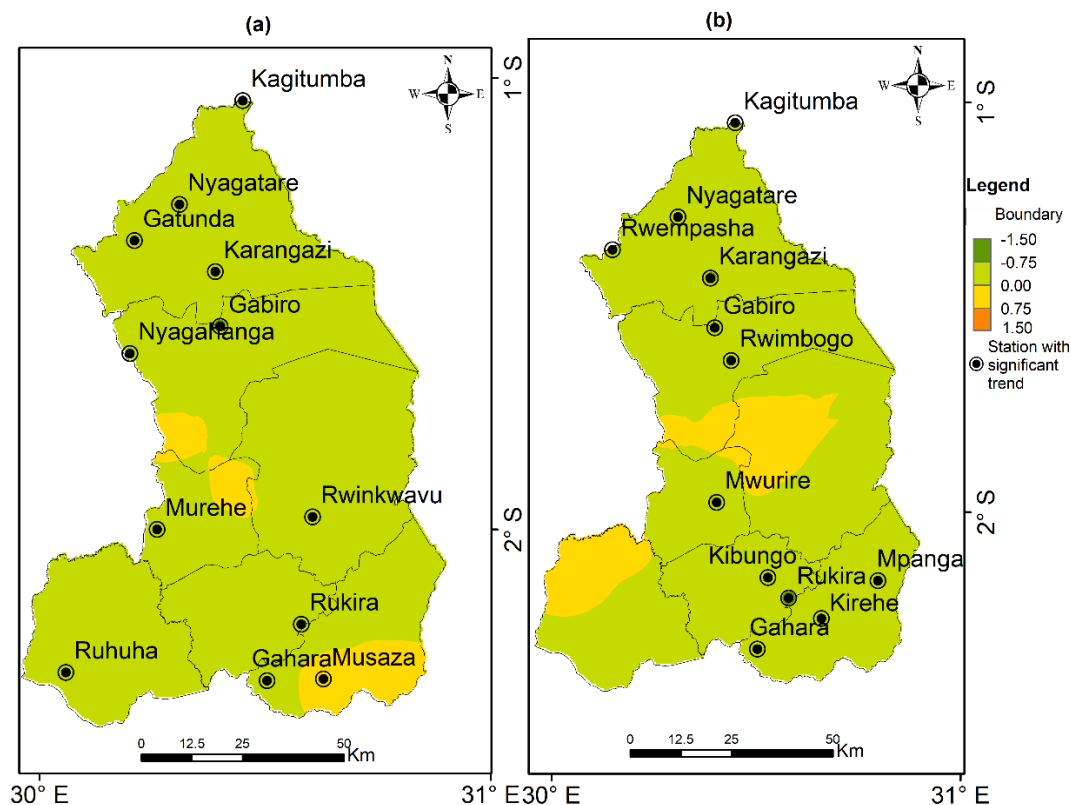 (a)
N
W E
S
Kagitumba
Nyagatare
Gatunda
Karangazi
Gabiro
Nyagahanga
Murehe
Rwinkwavu
Rukira
Ruhuha
Gahara
Musaza
0 12.5 25 50
Km
30° E
31° E
1° S
2° S
(b)
N
W E
S
Kagitumba
Nyagatare
Rwempasha
Karangazi
Gabiro
Rwimbogo
Mwurire
Kibungo
Mpanga
Rukira
Kirehe
Gahara
0 12.5 25 50
Km
30° E
31° E
1° S
2° S
Legend
Boundary
-1.50
-0.75
0.00
0.75
1.50
Station with
significant
trend